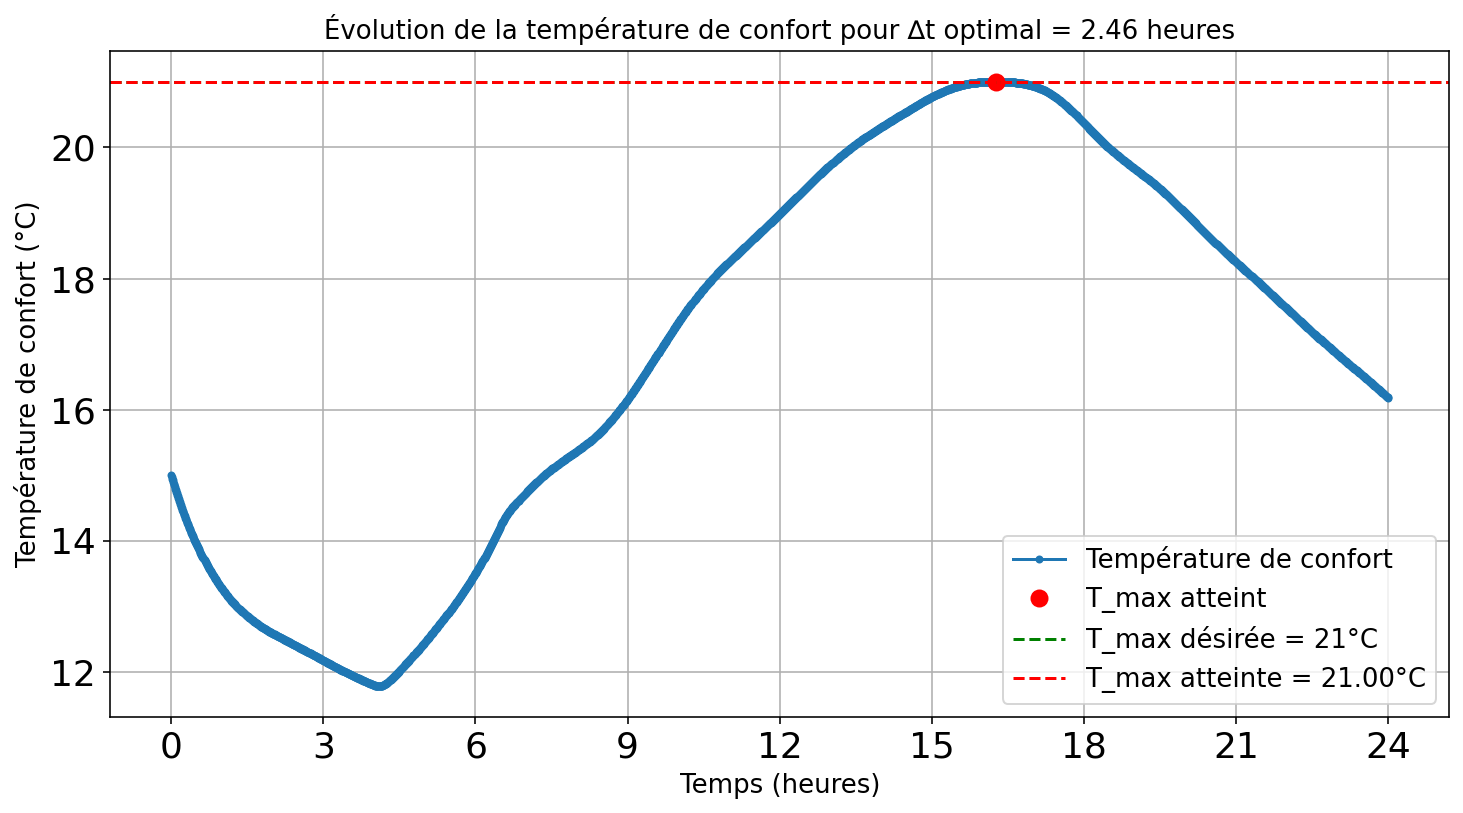 Évolution de la température de confort pour Δt optimal = 2.46 heures
Température de confort (°C)
20
18
16
14
12
0 3 6 9 12 15 18 21 24
Temps (heures)
Température de confort
T_max atteint
T_max désirée = 21°C
T_max atteinte = 21.00°C